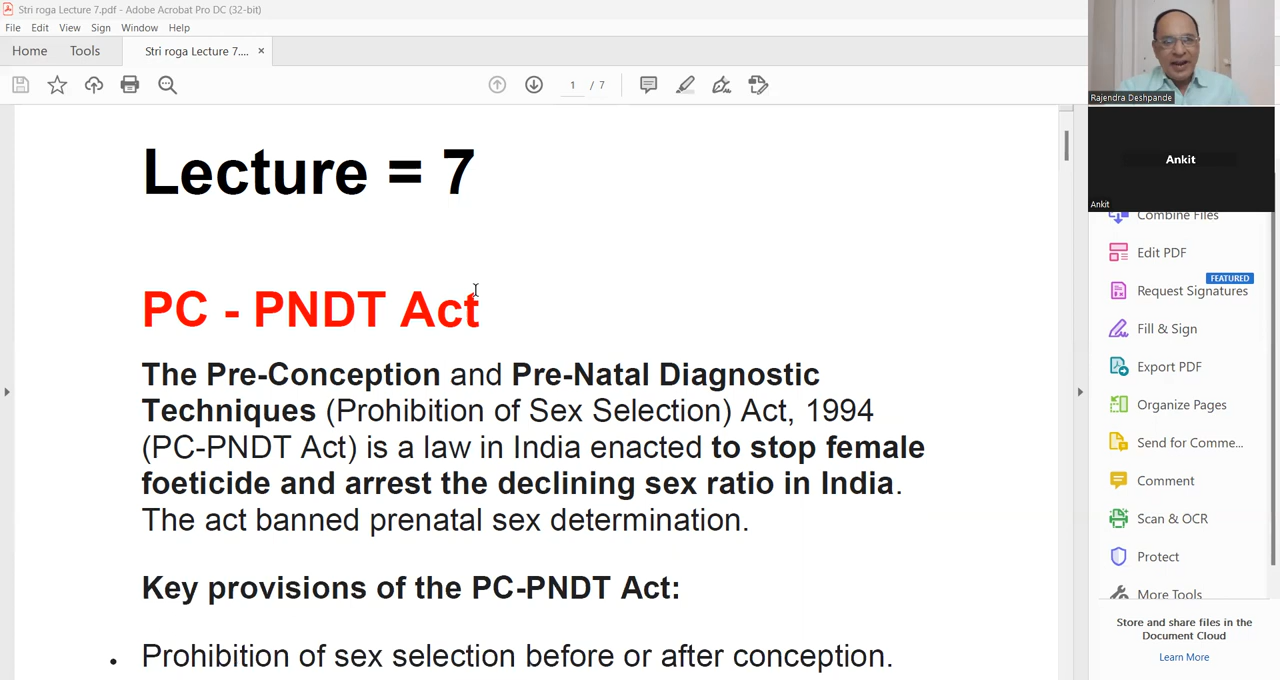 Stri roga Lecture 7.pdf - Adobe Acrobat Pro DC (32-bit)
File Edit View Sign Window Help
Home Tools Stri roga Lecture 7.... ×
1 / 7
Lecture = 7
PC - PNDT Act
The Pre-Conception and Pre-Natal Diagnostic
Techniques (Prohibition of Sex Selection) Act, 1994
(PC-PNDT Act) is a law in India enacted to stop female
foeticide and arrest the declining sex ratio in India.
The act banned prenatal sex determination.
Key provisions of the PC-PNDT Act:
• Prohibition of sex selection before or after conception.
Rajendra Deshpande
Ankit
Ankit
Combine Files
Edit PDF
FEATURED
Request Signatures
Fill & Sign
Export PDF
Organize Pages
Send for Comme...
Comment
Scan & OCR
Protect
More Tools
Store and share files in the
Document Cloud
Learn More